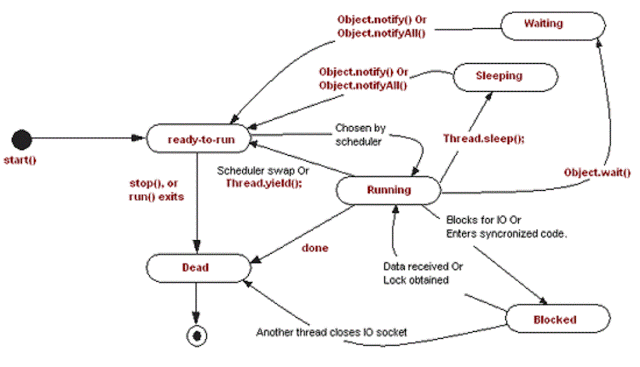 Object.notify() Or
Object.notifyAll()
Waiting
Object.notify() Or
Object.notifyAll()
Sleeping
start()
ready-to-run
Chosen by
scheduler
Thread.sleep();
Scheduler swap Or
Thread.yield();
Object.wait()
stop(), or
run() exits
Running
Blocks for IO Or
Enters syncronized code.
done
Dead
Data received Or
Lock obtained
Blocked
Another thread closes IO socket